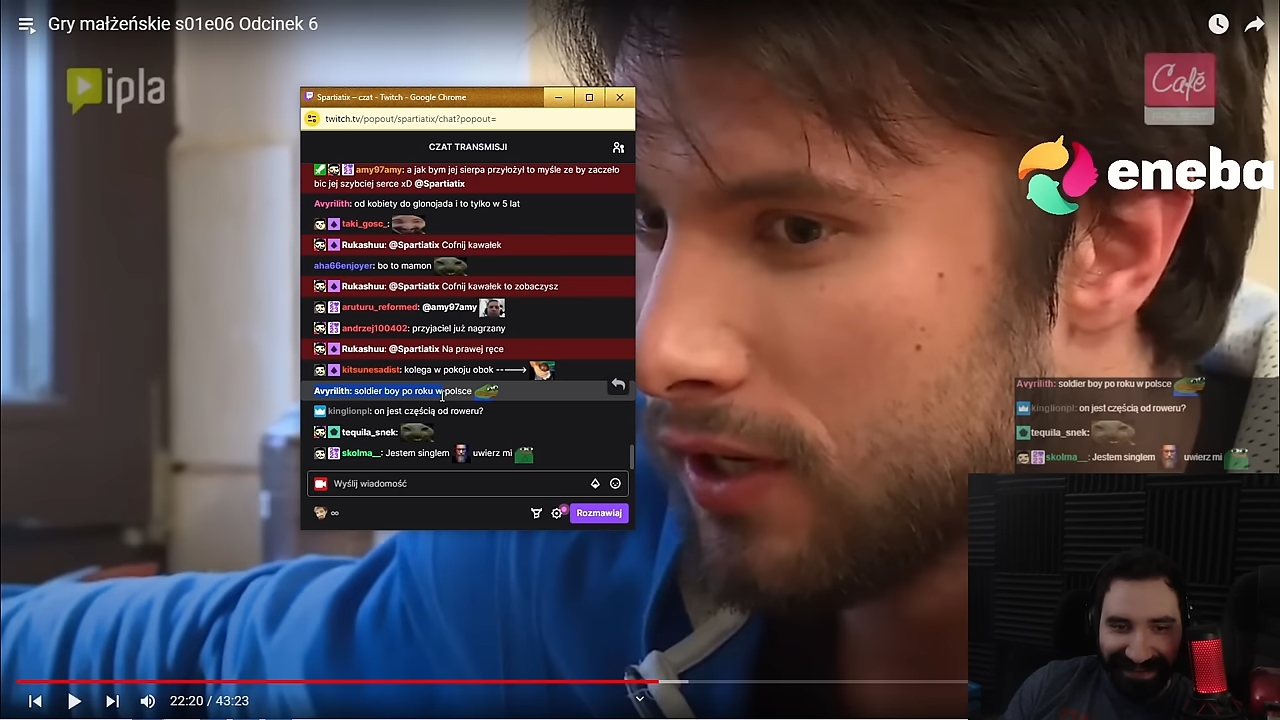 Gry małżeńskie s01e06 Odcinek 6
ipla
Café
eneba
Spartiatix – czat - Twitch - Google Chrome
twitch.tv/popout/spartiatix/chat?popout=
CZAT TRANSMISJI
amy97amy: a jak bym jej sierpa przyłożył to myśle ze by zaczeło
bic jej szybciej serce xD @Spartiatix
Avyrilith: od kobiety do glonojada i to tylko w 5 lat
taki_gosc_:
Rukashuu: @Spartiatix Cofnij kawałek
aha66enjoyer: bo to mamon
Rukashuu: @Spartiatix Cofnij kawałek to zobaczysz
aruturu_reformed: @amy97amy
andrzej100402: przyjaciel już nagrzany
Rukashuu: @Spartiatix Na prawej ręce
kitsunesadist: kolega w pokoju obok ----->
Avyrilith: soldier boy po roku w polsce
kinglionpl: on jest częścią od roweru?
tequila_snek:
skolma__: Jestem singlem uwierz mi
Wyślij wiadomość
∞
Rozmawiaj
Avyrilith: soldier boy po roku w polsce
kinglionpl: on jest częścią od roweru?
tequila_snek:
skolma__: Jestem singlem uwierz mi
22:20 / 43:23